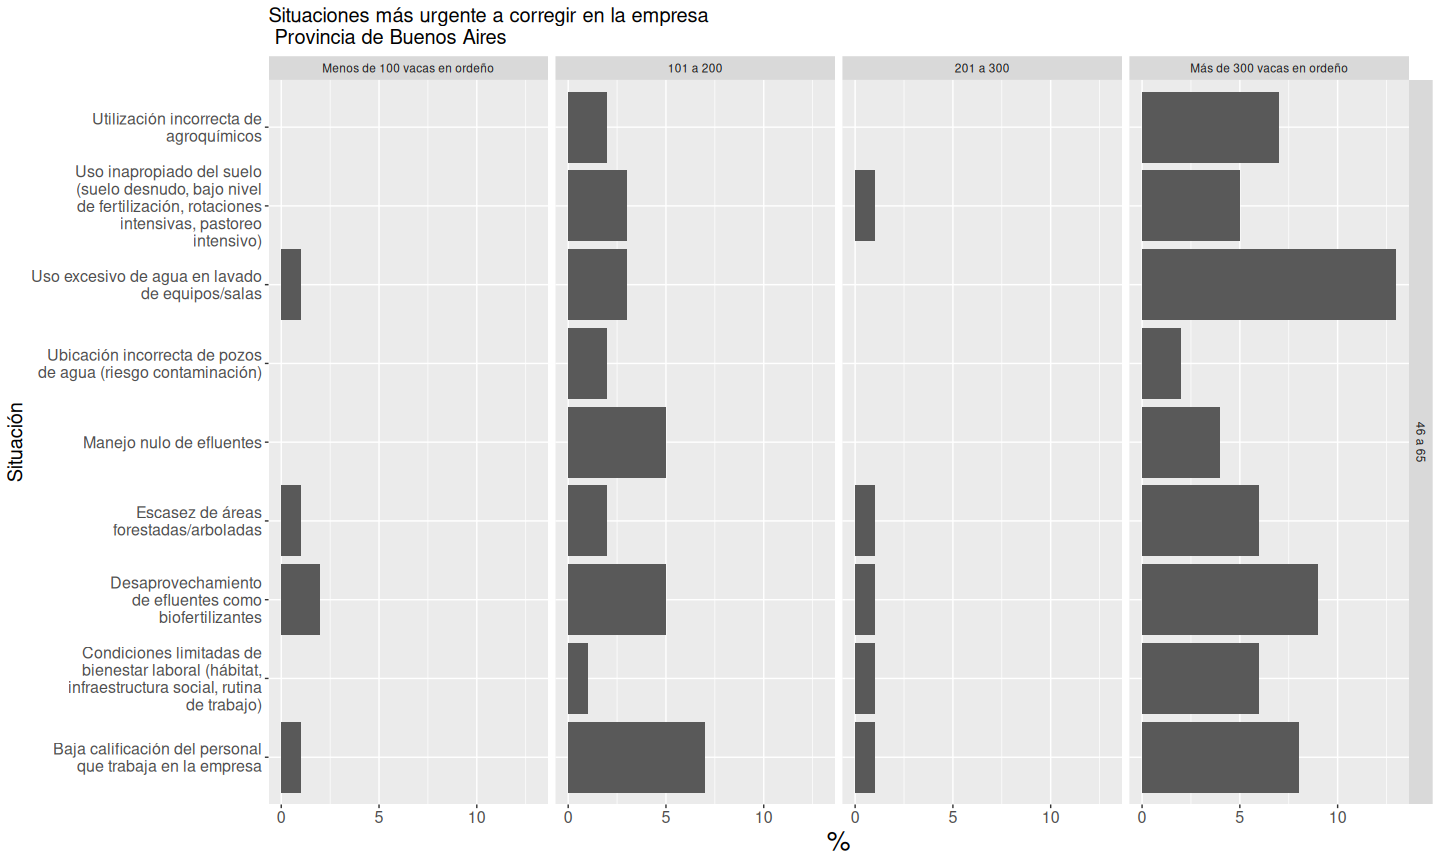 Situaciones más urgente a corregir en la empresa
Provincia de Buenos Aires
Menos de 100 vacas en ordeño
101 a 200
201 a 300
Más de 300 vacas en ordeño
Utilización incorrecta de
agroquímicos
Uso inapropiado del suelo
(suelo desnudo, bajo nivel
de fertilización, rotaciones
intensivas, pastoreo
intensivo)
Uso excesivo de agua en lavado
de equipos/salas
Ubicación incorrecta de pozos
de agua (riesgo contaminación)
Manejo nulo de efluentes
Escasez de áreas
forestadas/arboladas
Desaprovechamiento
de efluentes como
biofertilizantes
Condiciones limitadas de
bienestar laboral (hábitat,
infraestructura social, rutina
de trabajo)
Baja calificación del personal
que trabaja en la empresa
Situación
46 a 65
0 5 10
0 5 10
0 5 10
0 5 10
%